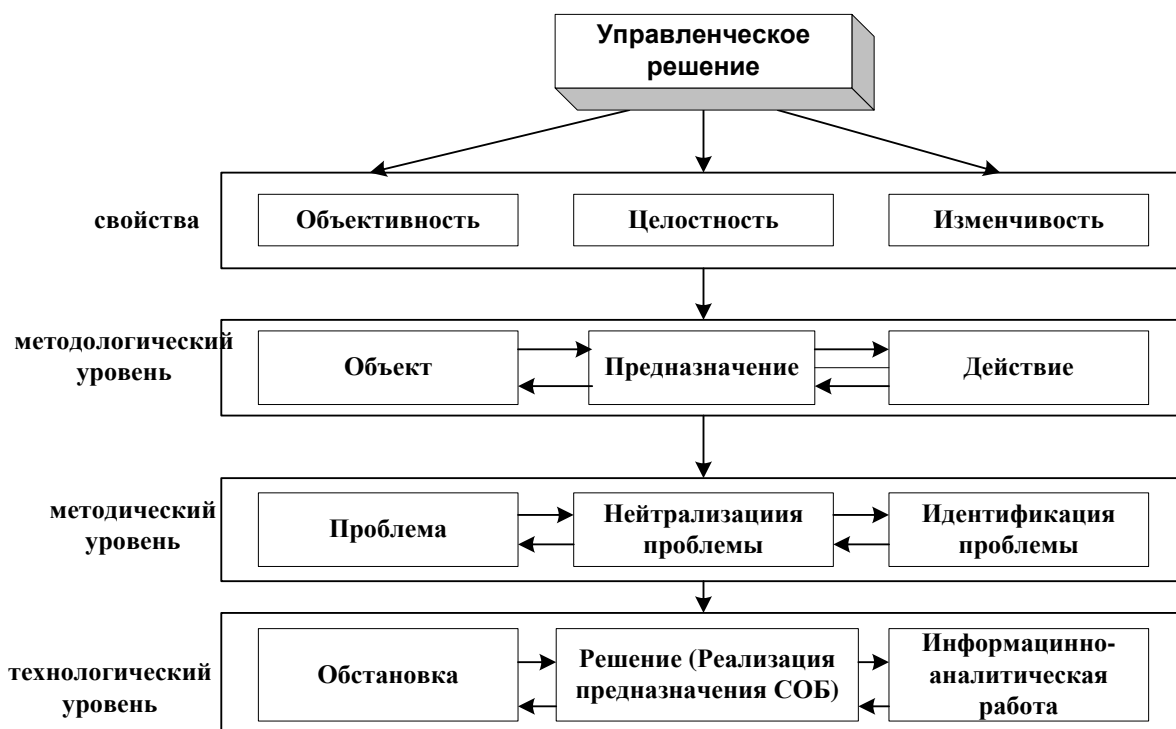 Управленческое
решение
свойства
Объективность
Целостность
Изменчивость
методологический
уровень
Объект
Предназначение
Действие
методический
уровень
Проблема
Нейтрализациия
проблемы
Идентификация
проблемы
технологический
уровень
Обстановка
Решение (Реализация
предназначения СОБ)
Информацинно-
аналитическая
работа